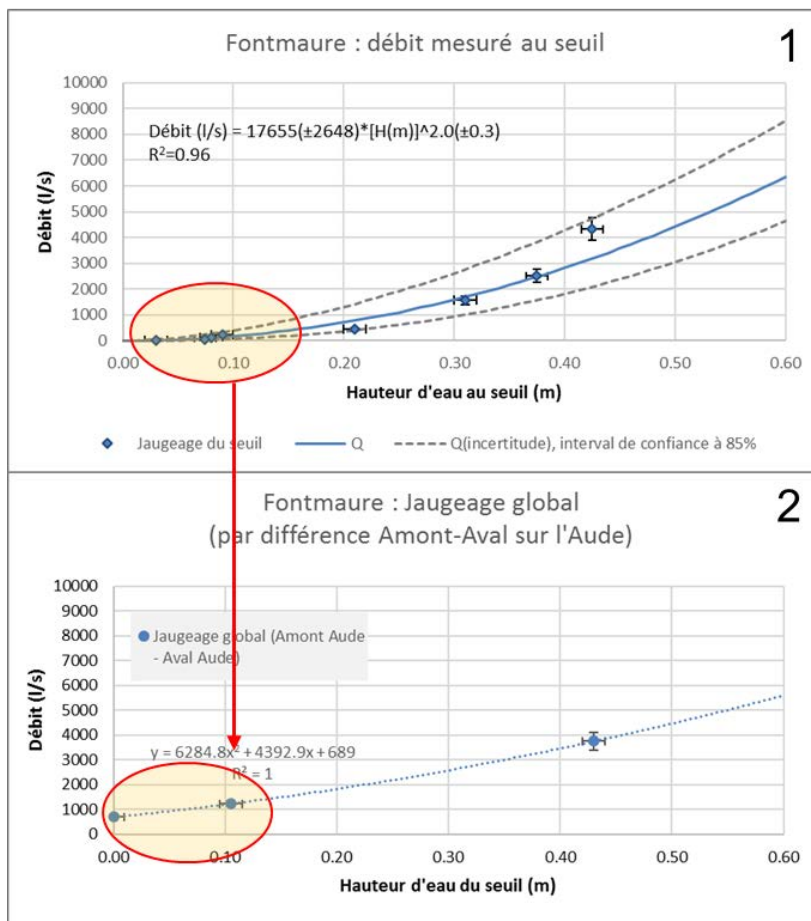 Fontmaure : débit mesuré au seuil
1
10000
9000
8000
7000
6000
5000
4000
3000
2000
1000
0
Débit (l/s)
Débit (l/s) = 17655(±2648)*[H(m)]^2.0(±0.3)
R²=0.96
0.00 0.10 0.20 0.30 0.40 0.50 0.60
Hauteur d'eau au seuil (m)
Jaugeage du seuil Q Q(incertitude), interval de confiance à 85%
Fontmaure : Jaugeage global
2
(par différence Amont-Aval sur l'Aude)
10000
9000
8000
7000
6000
5000
4000
3000
2000
1000
0
Débit (l/s)
Jaugeage global (Amont Aude
- Aval Aude)
y = 6284.8x² + 4392.9x + 689
R² = 1
0.00 0.10 0.20 0.30 0.40 0.50 0.60
Hauteur d'eau du seuil (m)